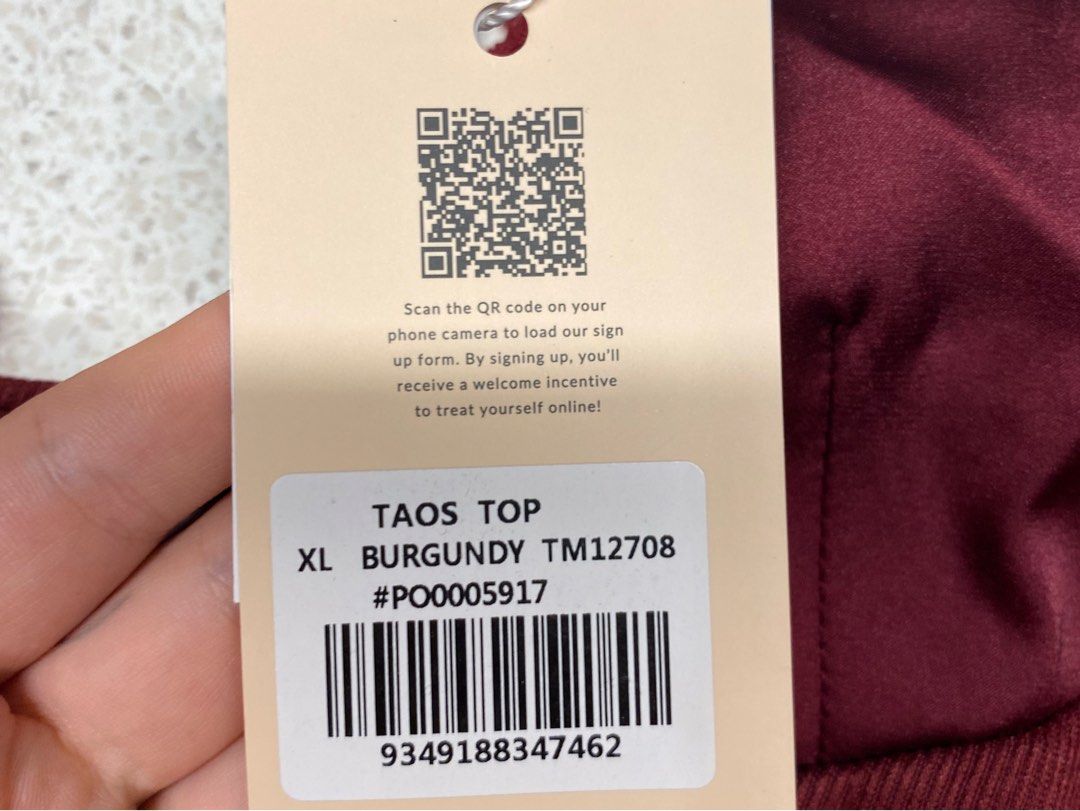 Scan the QR code on your
phone camera to load our sign
up form. By signing up, you'll
receive a welcome incentive
to treat yourself online!
TAOS TOP
XL BURGUNDY TM12708
#PO0005917
9349188347462